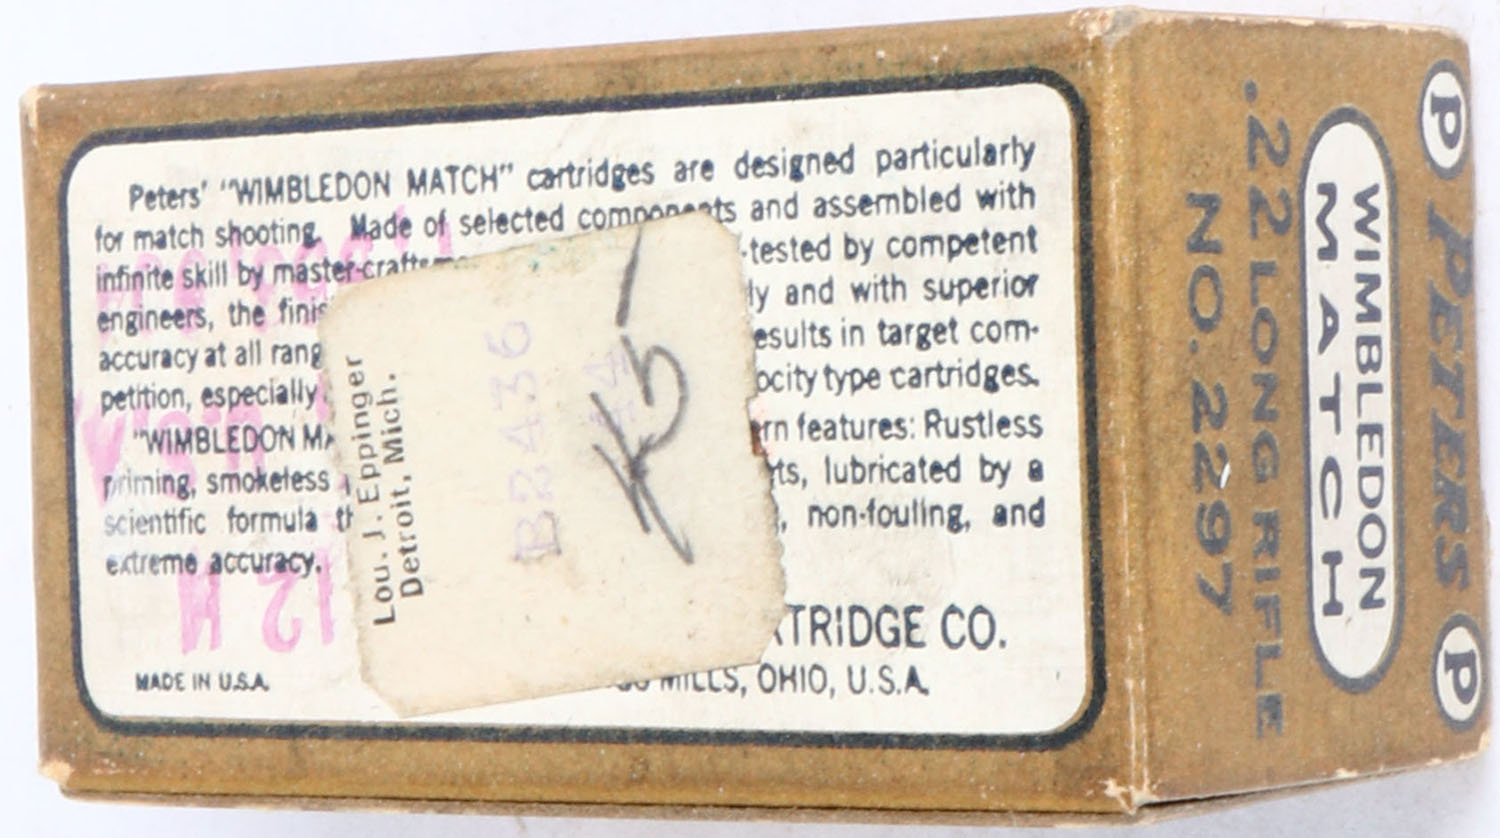 Peters' "WIMBLEDON MATCH" cartridges are designed particularly
for match shooting. Made of selected components and assembled with
infinite skill by master-crafts -tested by competent
engineers, the finis ly and with superior
accuracy at all rang esults in target com-
petition, especially ocity type cartridges.
"WIMBLEDON MA rn features: Rustless
priming, smokeless ts, lubricated by a
scientific formula th , non-fouling, and
extreme accuracy.
TRIDGE CO.
MILLS, OHIO, U.S.A.
MADE IN U.S.A.
Lou. J. Eppinger
Detroit, Mich.
B2436
12 M
P PETERS P
WIMBLEDON
MATCH
.22 LONG RIFLE
NO. 2297